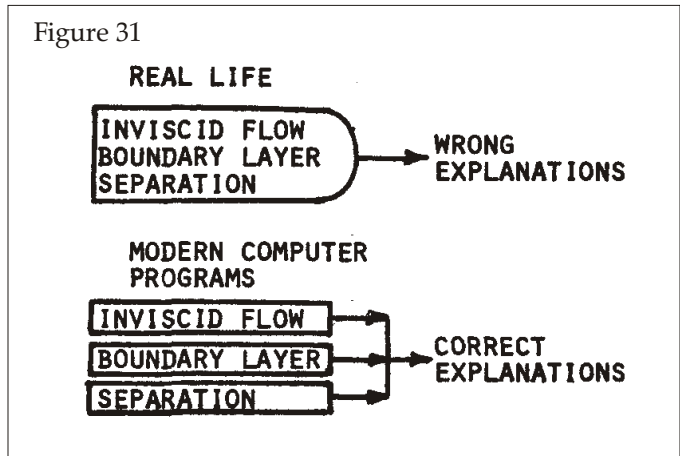 Figure 31
REAL LIFE
INVISCID FLOW
BOUNDARY LAYER
SEPARATION
WRONG
EXPLANATIONS
MODERN COMPUTER
PROGRAMS
INVISCID FLOW
BOUNDARY LAYER
SEPARATION
CORRECT
EXPLANATIONS